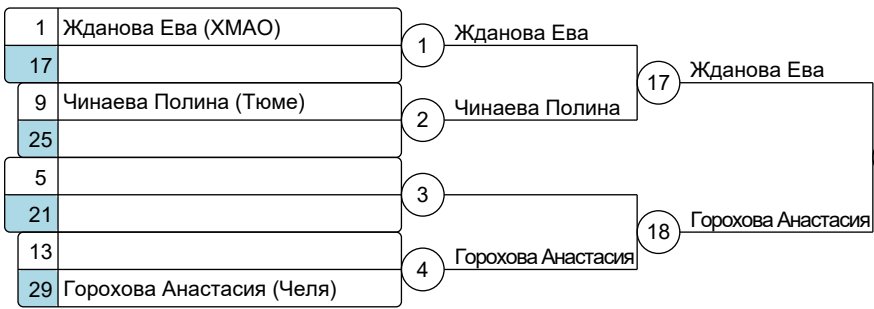 1 Жданова Ева (ХМАО)
17
9 Чинаева Полина (Тюме)
25
5
21
13
29 Горохова Анастасия (Челя)
1 Жданова Ева
2 Чинаева Полина
3
4 Горохова Анастасия
17 Жданова Ева
18 Горохова Анастасия